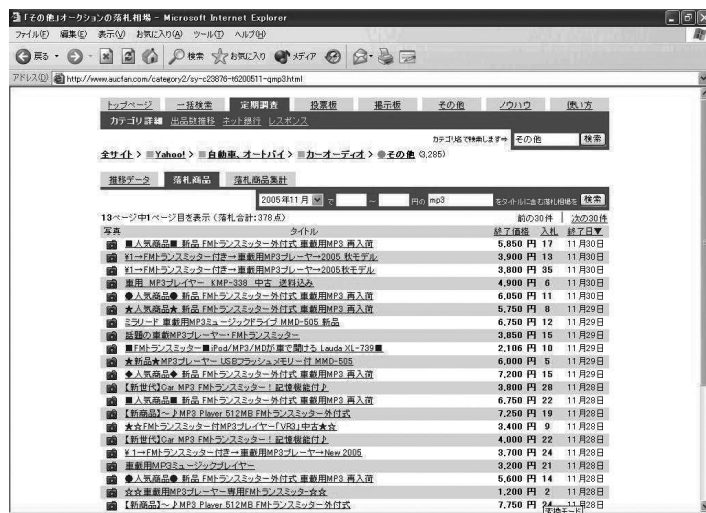 「その他」オークションの落札相場 - Microsoft Internet Explorer
ファイル(F) 編集(E) 表示(V) お気に入り(A) ツール(T) ヘルプ(H)
戻る 検索 お気に入り メディア
アドレス(D) http://www.aucfan.com/category2/sy-c23876-t6200511-qmp3.html
トップページ 一括検索 定期調査 投票板 掲示板 その他 ノウハウ 使い方
カテゴリ詳細 出品数推移 ネット銀行 レスポンス
カテゴリ名で検索します⇒ その他 検索
全サイト > Yahoo! > 自動車、オートバイ > カーオーディオ > その他 (3,285)
推移データ 落札商品 落札商品集計
2005年11月 で ~ 円の mp3 をタイトルに含む落札相場を 検索
13ページ中1ページ目を表示 (落札合計:378点) 前の30件 | 次の30件
写真 タイトル 終了価格 入札 終了日▼
■人気商品■ 新品 FMトランスミッター外付式 車載用MP3 再入荷 5,850 円 17 11月30日
¥1→FMトランスミッター付き→車載用MP3プレーヤ→2005 秋モデル 3,900 円 13 11月30日
¥1→FMトランスミッター付き→車載用MP3プレーヤ→2005秋モデル 3,800 円 35 11月30日
車用 MP3プレイヤー KMP-338 中古 送料込み 4,900 円 6 11月30日
●人気商品● 新品 FMトランスミッター外付式 車載用MP3 再入荷 6,050 円 11 11月30日
★人気商品★ 新品 FMトランスミッター外付式 車載用MP3 再入荷 5,750 円 8 11月29日
ミラリード 車載用MP3ミュージックドライブ MMD-505 新品 6,750 円 12 11月29日
話題の車載MP3プレーヤー・FMトランスミッター 3,850 円 15 11月29日
■FMトランスミッター■iPod/MP3/MDが車で聞ける Lauda XL-739■ 2,106 円 10 11月29日
★新品★MP3プレーヤー USBフラッシュメモリー付 MMD-505 6,000 円 5 11月29日
◆人気商品◆ 新品 FMトランスミッター外付式 車載用MP3 再入荷 7,200 円 15 11月29日
【新世代】Car MP3 FMトランスミッター！記憶機能付♪ 3,800 円 28 11月28日
■人気商品■ 新品 FMトランスミッター外付式 車載用MP3 再入荷 6,750 円 22 11月28日
【新商品】～♪MP3 Player 512MB FMトランスミッター外付式 7,250 円 19 11月28日
★☆FMトランスミッター付MP3プレイヤー「VR3」中古★☆ 3,400 円 9 11月28日
【新世代】Car MP3 FMトランスミッター！記憶機能付♪ 4,000 円 22 11月28日
¥1→FMトランスミッター付き→車載用MP3プレーヤ→New 2005 3,700 円 24 11月28日
車載用MP3ミュージックプレイヤー 3,200 円 21 11月28日
●人気商品● 新品 FMトランスミッター外付式 車載用MP3 再入荷 5,600 円 14 11月28日
☆☆車載用MP3プレーヤー専用FMトランスミッター☆☆ 1,200 円 2 11月28日
【新商品】～♪MP3 Player 512MB FMトランスミッター外付式 7,750 円 24 11月28日
変換モード